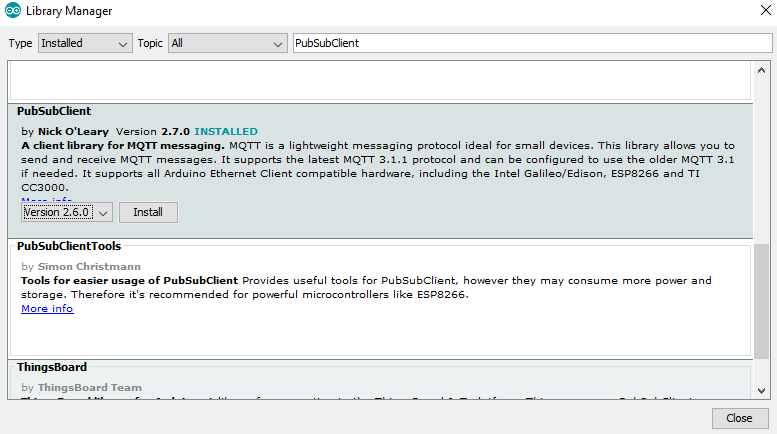 Library Manager
Type Installed Topic All PubSubClient
PubSubClient
by Nick O'Leary Version 2.7.0 INSTALLED
A client library for MQTT messaging. MQTT is a lightweight messaging protocol ideal for small devices. This library allows you to
send and receive MQTT messages. It supports the latest MQTT 3.1.1 protocol and can be configured to use the older MQTT 3.1
if needed. It supports all Arduino Ethernet Client compatible hardware, including the Intel Galileo/Edison, ESP8266 and TI
CC3000.
More info
Version 2.6.0 Install
PubSubClientTools
by Simon Christmann
Tools for easier usage of PubSubClient Provides useful tools for PubSubClient, however they may consume more power and
storage. Therefore it's recommended for powerful microcontrollers like ESP8266.
More info
ThingsBoard
by ThingsBoard Team
Close